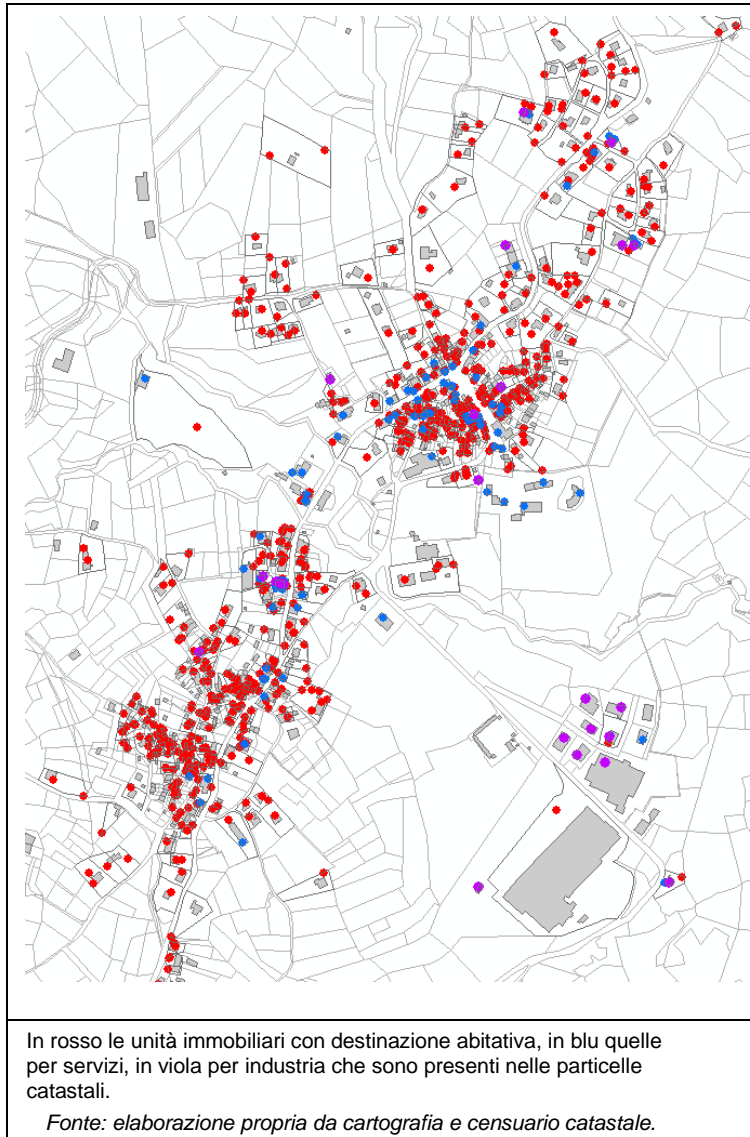 In rosso le unità immobiliari con destinazione abitativa, in blu quelle
per servizi, in viola per industria che sono presenti nelle particelle
catastali.
Fonte: elaborazione propria da cartografia e censuario catastale.